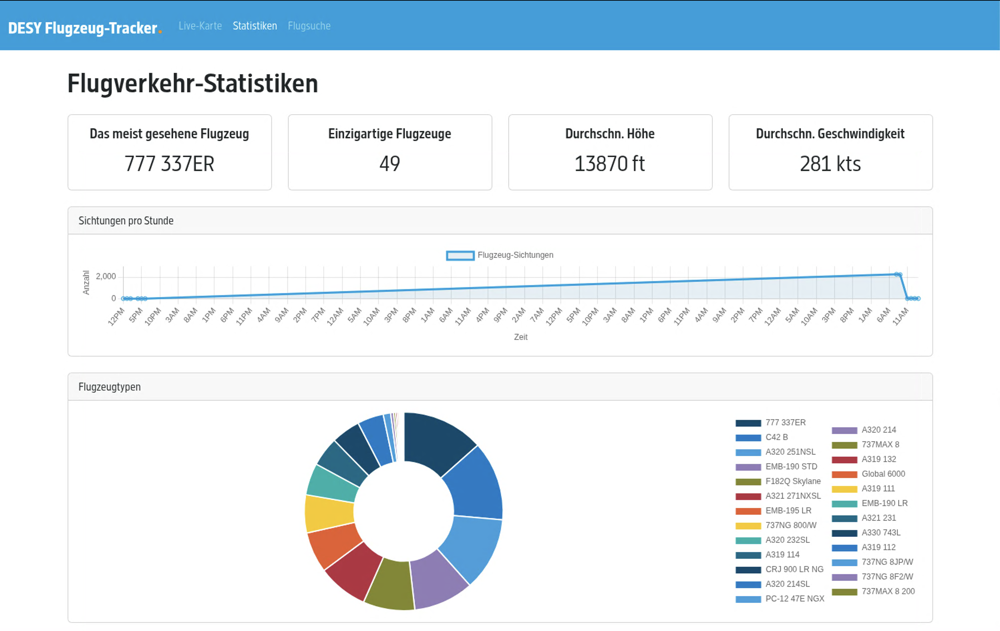 DESY Flugzeug-Tracker. Live-Karte Statistiken Flugsuche
Flugverkehr-Statistiken
Das meist gesehene Flugzeug
777 337ER
Einzigartige Flugzeuge
49
Durchschn. Höhe
13870 ft
Durchschn. Geschwindigkeit
281 kts
Sichtungen pro Stunde
Flugzeug-Sichtungen
Anzahl
2,000
0
12PM 5PM 10PM 3AM 8AM 1PM 6PM 11PM 4AM 9AM 2PM 7PM 12AM 5AM 10AM 3PM 8PM 1AM 6AM 11AM 4PM 9PM 2AM 7AM 12PM 5PM 10PM 3AM 8AM 1PM 6PM 11PM 4AM 9AM 2PM 7PM 12AM 5AM 10AM 3PM 8PM 1AM 6AM 11AM
Zeit
Flugzeugtypen
777 337ER
C42 B
A320 251NSL
EMB-190 STD
F182Q Skylane
A321 271NXSL
EMB-195 LR
737NG 800/W
A320 232SL
A319 114
CRJ 900 LR NG
A320 214SL
PC-12 47E NGX
A320 214
737MAX 8
A319 132
Global 6000
A319 111
EMB-190 LR
A321 231
A330 743L
A319 112
737NG 8JP/W
737NG 8F2/W
737MAX 8 200